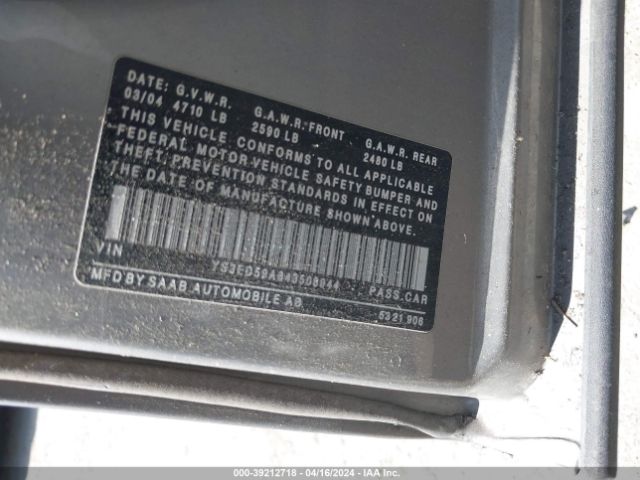 DATE: G.V.W.R. G.A.W.R. FRONT G.A.W.R. REAR
03/04 4710 LB 2590 LB 2480 LB
THIS VEHICLE CONFORMS TO ALL APPLICABLE
FEDERAL MOTOR VEHICLE SAFETY BUMPER AND
THEFT PREVENTION STANDARDS IN EFFECT ON
THE DATE OF MANUFACTURE SHOWN ABOVE.
VIN PASS.CAR
MFD BY SAAB AUTOMOBILE AB 5321906
000-39212718 - 04/16/2024 - IAA Inc.